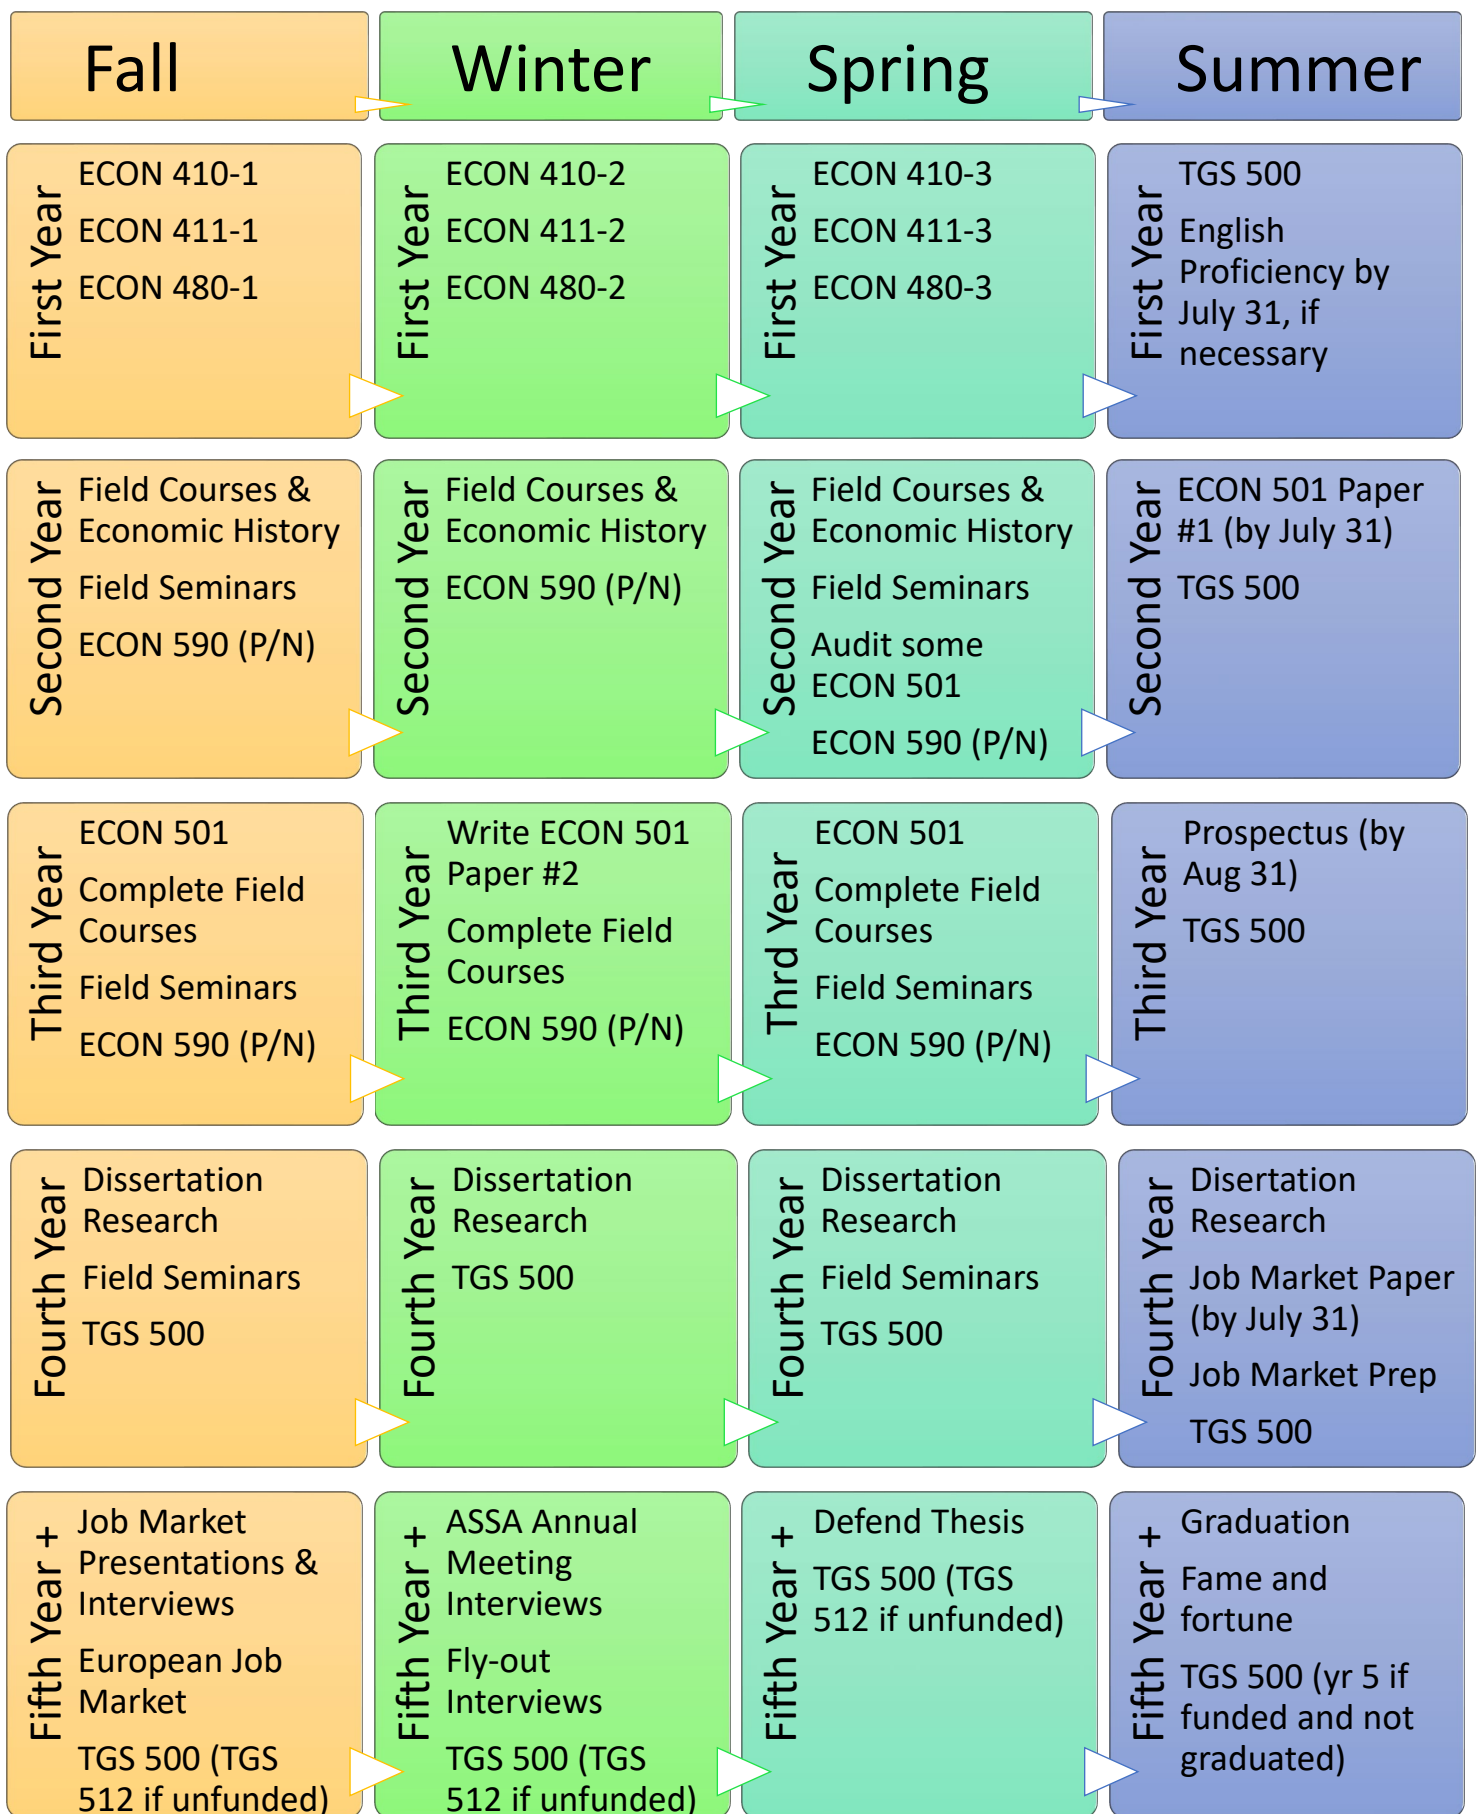 Fall
Winter
Spring
Summer
First Year
ECON 410-1
ECON 411-1
ECON 480-1
First Year
ECON 410-2
ECON 411-2
ECON 480-2
First Year
ECON 410-3
ECON 411-3
ECON 480-3
First Year
TGS 500
English
Proficiency by
July 31, if
necessary
Second Year
Field Courses &
Economic History
Field Seminars
ECON 590 (P/N)
Second Year
Field Courses &
Economic History
ECON 590 (P/N)
Second Year
Field Courses &
Economic History
Field Seminars
Audit some
ECON 501
ECON 590 (P/N)
Second Year
ECON 501 Paper
#1 (by July 31)
TGS 500
Third Year
ECON 501
Complete Field
Courses
Field Seminars
ECON 590 (P/N)
Third Year
Write ECON 501
Paper #2
Complete Field
Courses
ECON 590 (P/N)
Thrd Year
ECON 501
Complete Field
Courses
Field Seminars
ECON 590 (P/N)
Third Year
Prospectus (by
Aug 31)
TGS 500
Fourth Year
Dissertation
Research
Field Seminars
TGS 500
Fourth Year
Dissertation
Research
TGS 500
Fourth Year
Dissertation
Research
Field Seminars
TGS 500
Fourth Year
Disertation
Research
Job Market Paper
(by July 31)
Job Market Prep
TGS 500
Fifth Year +
Job Market
Presentations &
Interviews
European Job
Market
TGS 500 (TGS
512 if unfunded)
Fifth Year +
ASSA Annual
Meeting
Interviews
Fly-out
Interviews
TGS 500 (TGS
512 if unfunded)
Fifth Year +
Defend Thesis
TGS 500 (TGS
512 if unfunded)
Fifth Year +
Graduation
Fame and
fortune
TGS 500 (yr 5 if
funded and not
graduated)